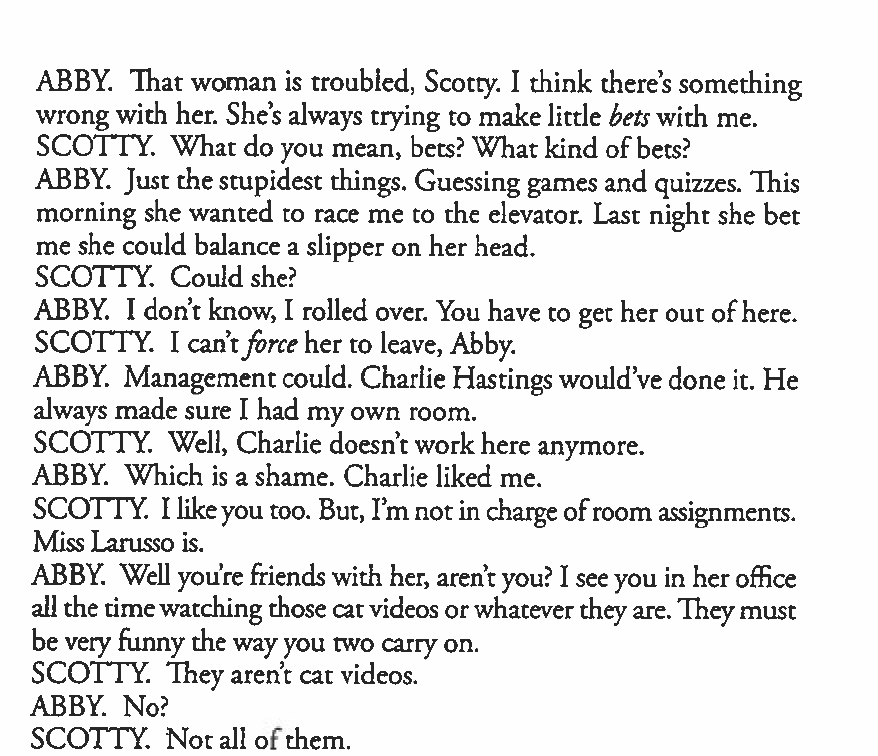 ABBY. That woman is troubled, Scotty. I think there's something
wrong with her. She's always trying to make little bets with me.
SCOTTY. What do you mean, bets? What kind of bets?
ABBY. Just the stupidest things. Guessing games and quizzes. This
morning she wanted to race me to the elevator. Last night she bet
me she could balance a slipper on her head.
SCOTTY. Could she?
ABBY. I don't know, I rolled over. You have to get her out of here.
SCOTTY. I can't force her to leave, Abby.
ABBY. Management could. Charlie Hastings would've done it. He
always made sure I had my own room.
SCOTTY. Well, Charlie doesn't work here anymore.
ABBY. Which is a shame. Charlie liked me.
SCOTTY. I like you too. But, I'm not in charge of room assignments.
Miss Larusso is.
ABBY. Well you're friends with her, aren't you? I see you in her office
all the time watching those cat videos or whatever they are. They must
be very funny the way you two carry on.
SCOTTY. They aren't cat videos.
ABBY. No?
SCOTTY. Not all of them.